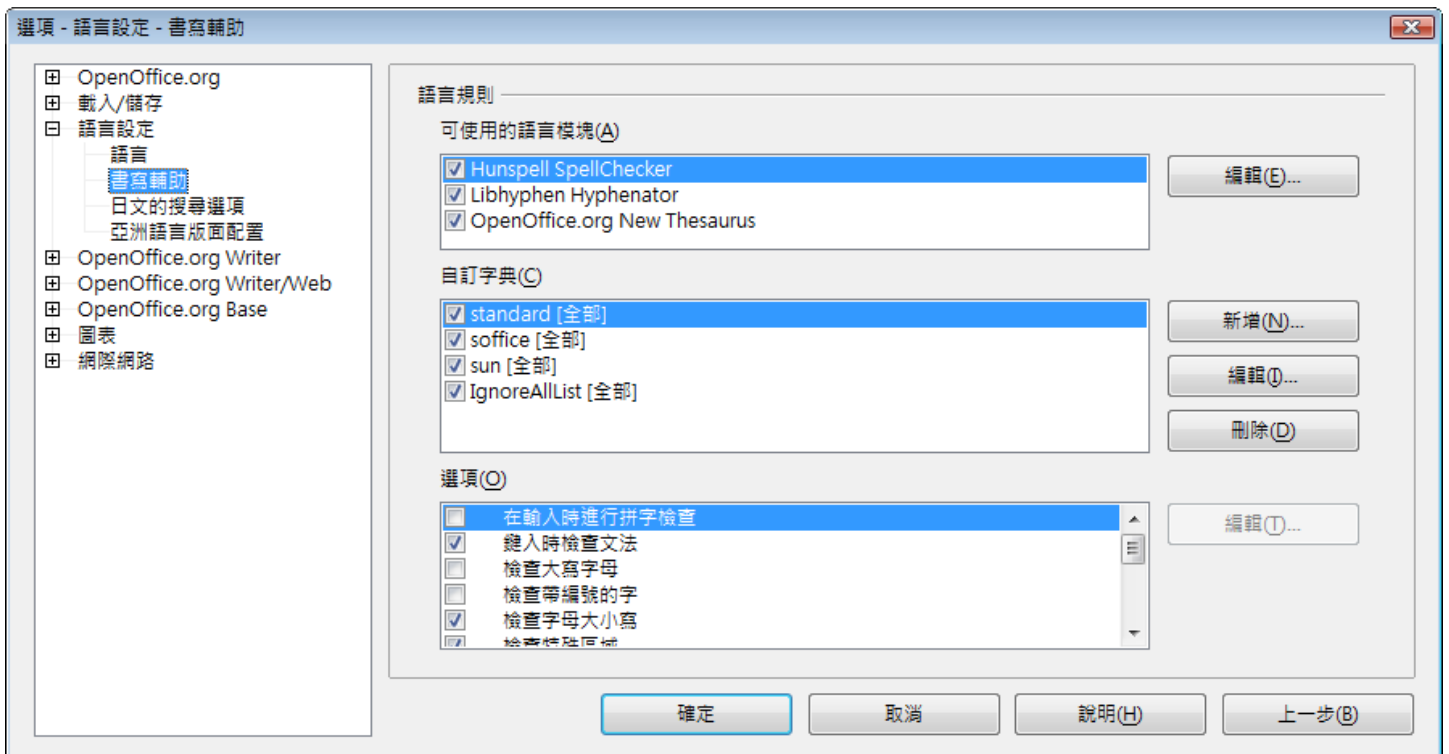 選項 - 語言設定 - 書寫輔助
OpenOffice.org
載入/儲存
語言設定
語言
書寫輔助
日文的搜尋選項
亞洲語言版面配置
OpenOffice.org Writer
OpenOffice.org Writer/Web
OpenOffice.org Base
圖表
網際網路
語言規則
可使用的語言模塊(A)
Hunspell SpellChecker
Libhyphen Hyphenator
OpenOffice.org New Thesaurus
編輯(E)...
自訂字典(C)
standard [全部]
soffice [全部]
sun [全部]
IgnoreAllList [全部]
新增(N)...
編輯(I)...
刪除(D)
選項(O)
在輸入時進行拼字檢查
鍵入時檢查文法
檢查大寫字母
檢查帶編號的字
檢查字母大小寫
檢查特殊區域
編輯(T)...
確定
取消
說明(H)
上一步(B)